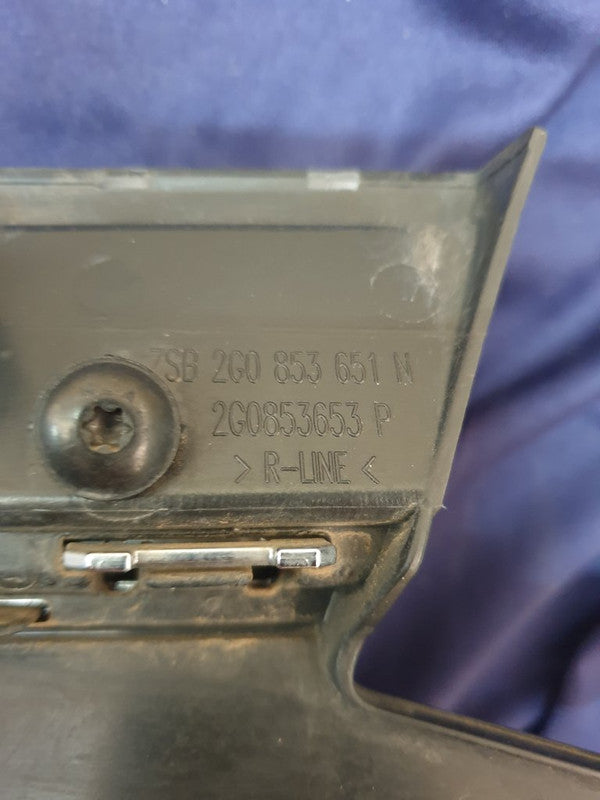 ZSB 2G0 853 651 N
2G0853653 P
> R-LINE <